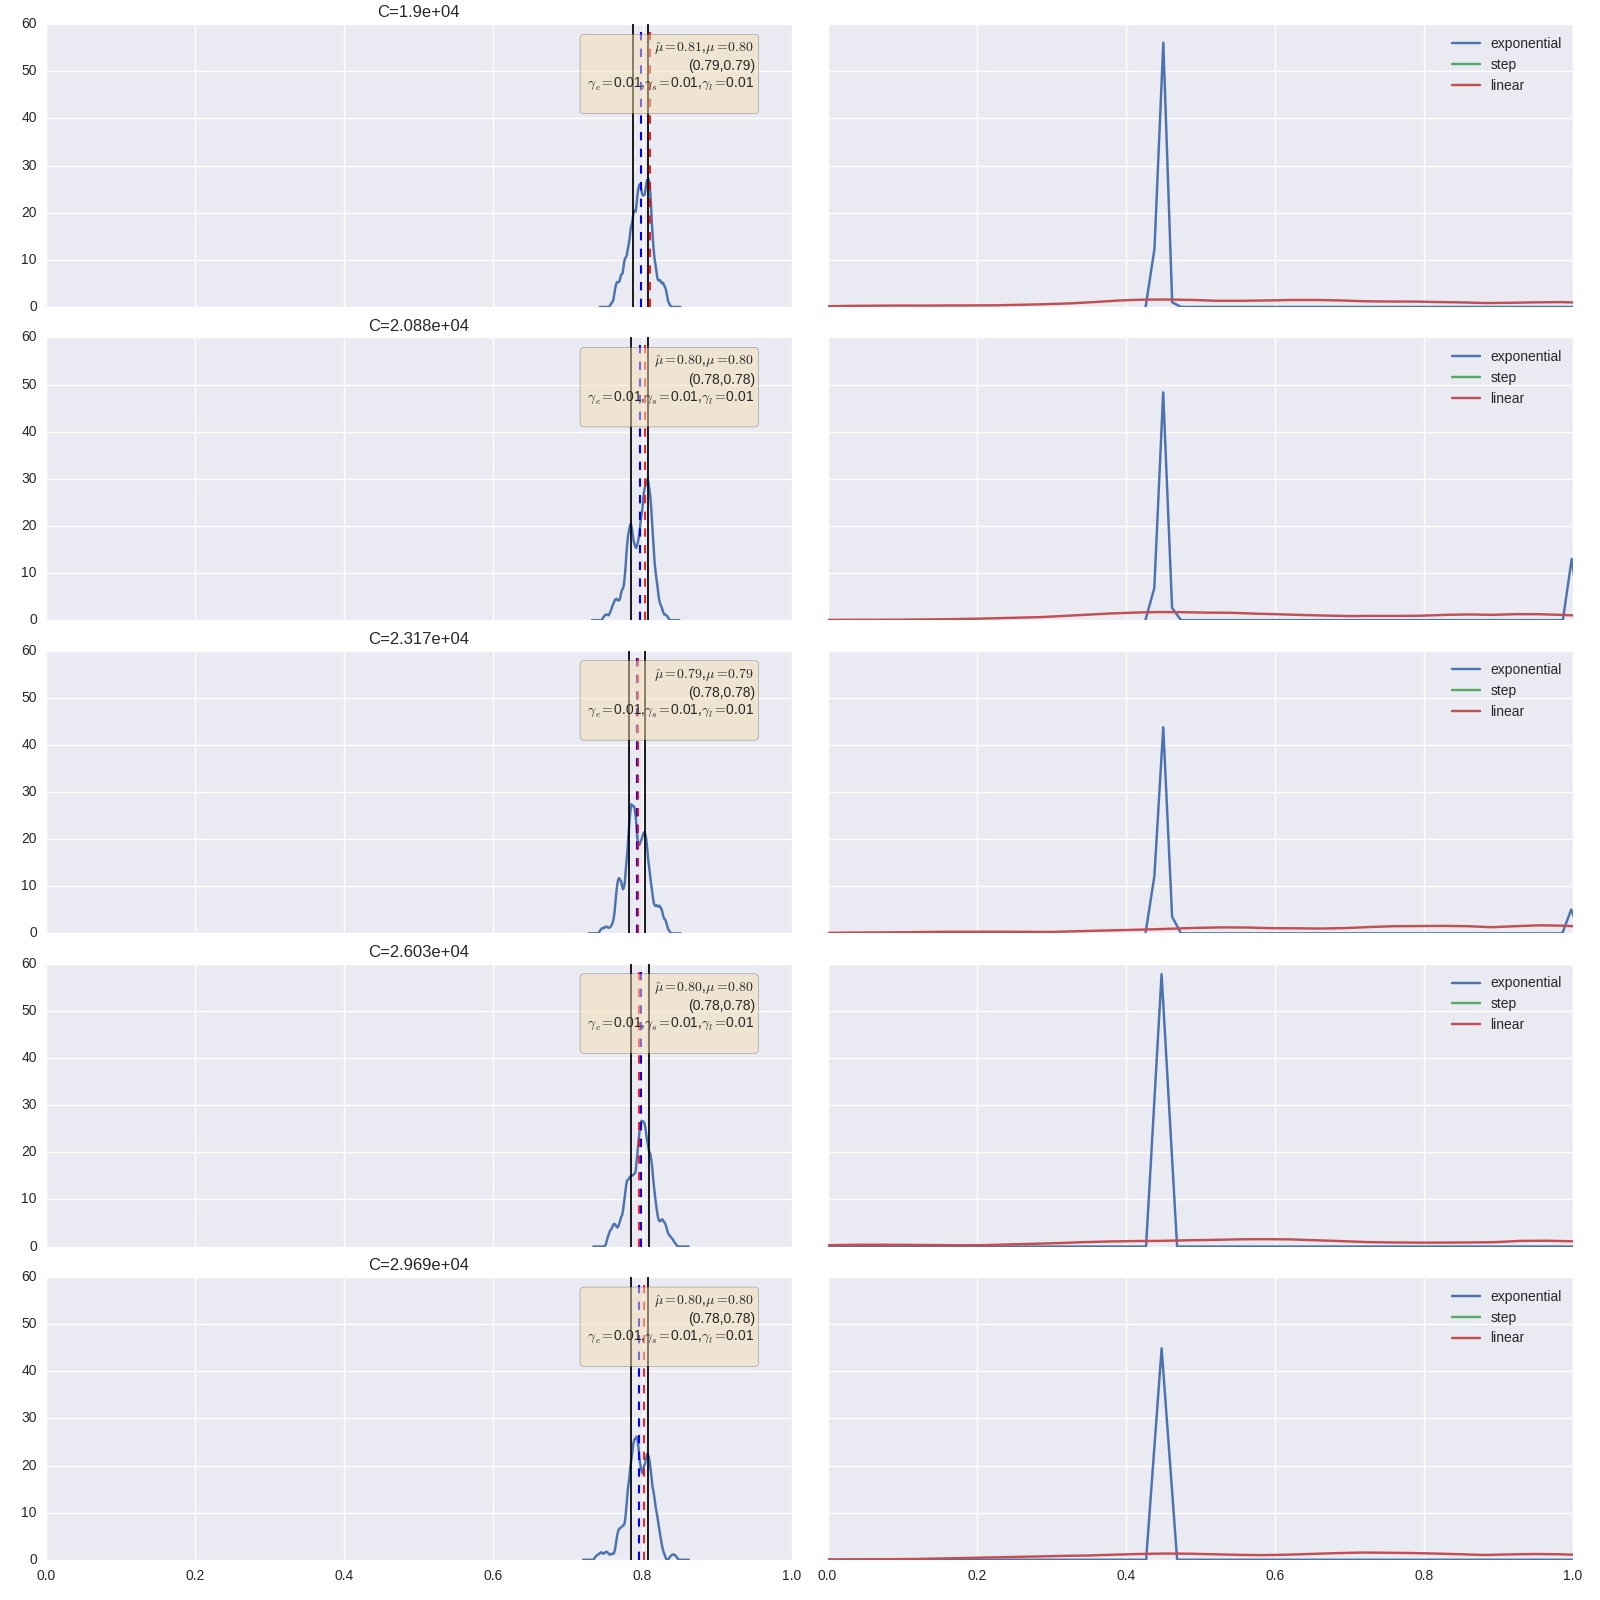 C=1.9e+04
60
50
40
30
20
10
0
μ̂=0.81,μ=0.80
(0.79,0.79)
γₑ=0.01,γₛ=0.01,γₗ=0.01
exponential
step
linear
C=2.088e+04
60
50
40
30
20
10
0
μ̂=0.80,μ=0.80
(0.78,0.78)
γₑ=0.01,γₛ=0.01,γₗ=0.01
exponential
step
linear
C=2.317e+04
60
50
40
30
20
10
0
μ̂=0.79,μ=0.79
(0.78,0.78)
γₑ=0.01,γₛ=0.01,γₗ=0.01
exponential
step
linear
C=2.603e+04
60
50
40
30
20
10
0
μ̂=0.80,μ=0.80
(0.78,0.78)
γₑ=0.01,γₛ=0.01,γₗ=0.01
exponential
step
linear
C=2.969e+04
60
50
40
30
20
10
0
μ̂=0.80,μ=0.80
(0.78,0.78)
γₑ=0.01,γₛ=0.01,γₗ=0.01
exponential
step
linear
0.0 0.2 0.4 0.6 0.8 1.0
0.0 0.2 0.4 0.6 0.8 1.0